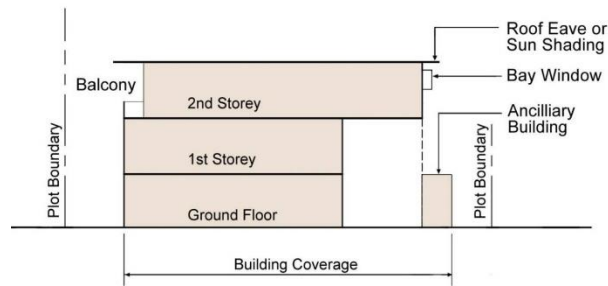 Roof Eave or
Sun Shading
Bay Window
Balcony
2nd Storey
Ancilliary
Building
1st Storey
Plot Boundary
Plot Boundary
Ground Floor
Building Coverage